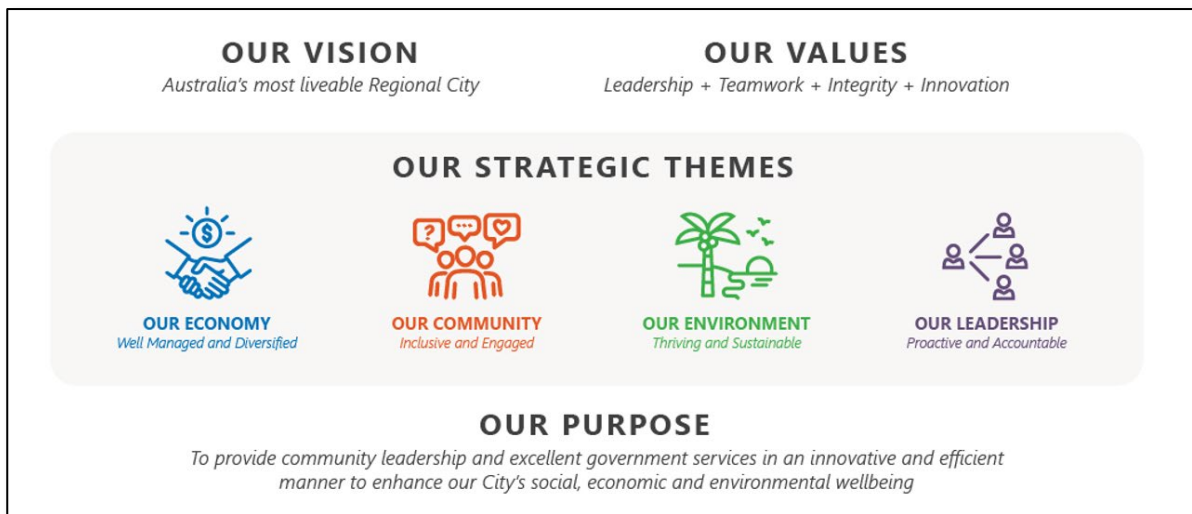 OUR VISION
Australia's most liveable Regional City
OUR VALUES
Leadership + Teamwork + Integrity + Innovation
OUR STRATEGIC THEMES
$
?
...
OUR ECONOMY
Well Managed and Diversified
OUR COMMUNITY
Inclusive and Engaged
OUR ENVIRONMENT
Thriving and Sustainable
OUR LEADERSHIP
Proactive and Accountable
OUR PURPOSE
To provide community leadership and excellent government services in an innovative and efficient
manner to enhance our City's social, economic and environmental wellbeing